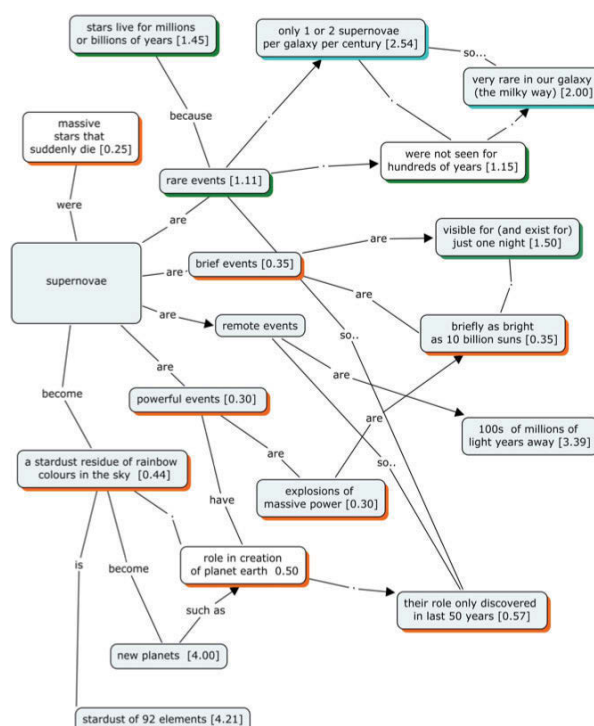 stars live for millions
or billions of years [1.45]
only 1 or 2 supernovae
per galaxy per century [2.54]
so...
very rare in our galaxy
(the milky way) [2.00]
massive
stars that
suddenly die [0.25]
because
were not seen for
hundreds of years [1.15]
rare events [1.11]
were
are
visible for (and exist for)
just one night [1.50]
are
supernovae
are
brief events [0.35]
are
are
remote events
briefly as bright
as 10 billion suns [0.35]
so..
are
are
become
powerful events [0.30]
are
100s of millions of
light years away [3.39]
are
so..
a stardust residue of rainbow
colours in the sky [0.44]
have
explosions of
massive power [0.30]
is
become
role in creation
of planet earth 0.50
such as
their role only discovered
in last 50 years [0.57]
new planets [4.00]
stardust of 92 elements [4.21]